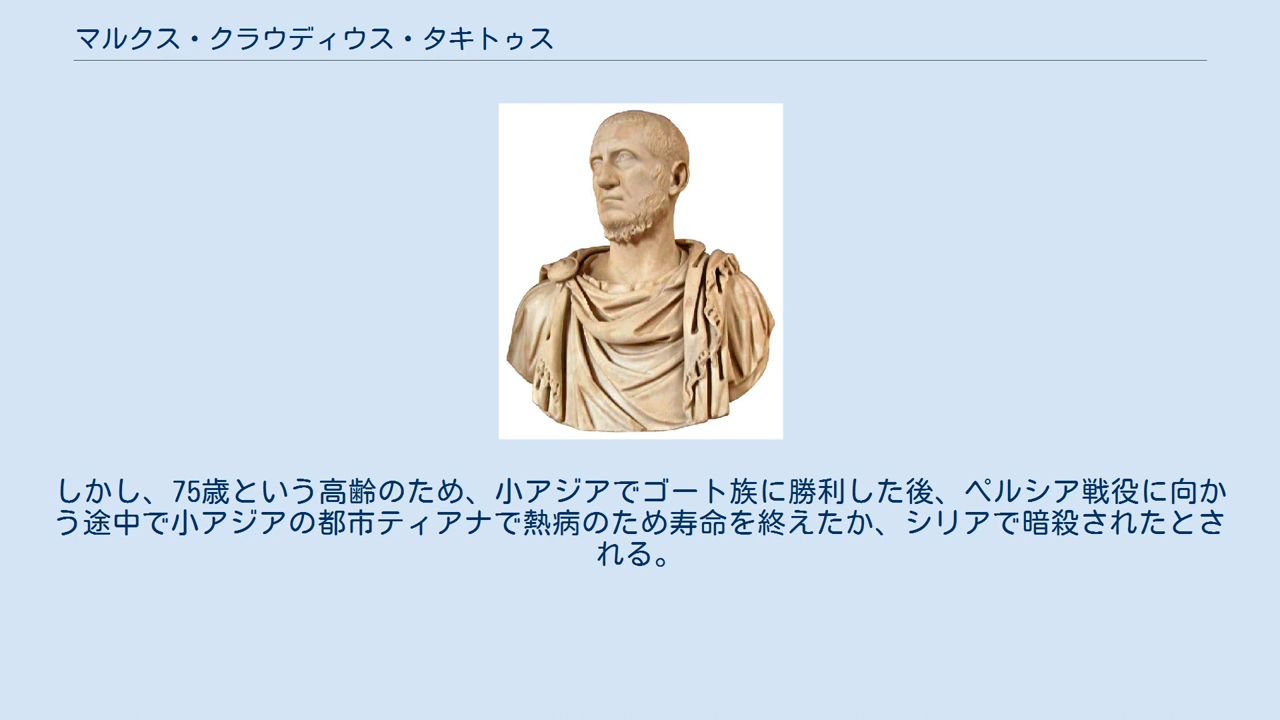 マルクス・クラウディウス・タキトゥス
しかし、75歳という高齢のため、小アジアでゴート族に勝利した後、ペルシア戦役に向か
う途中で小アジアの都市ティアナで熱病のため寿命を終えたか、シリアで暗殺されたとさ
れる。